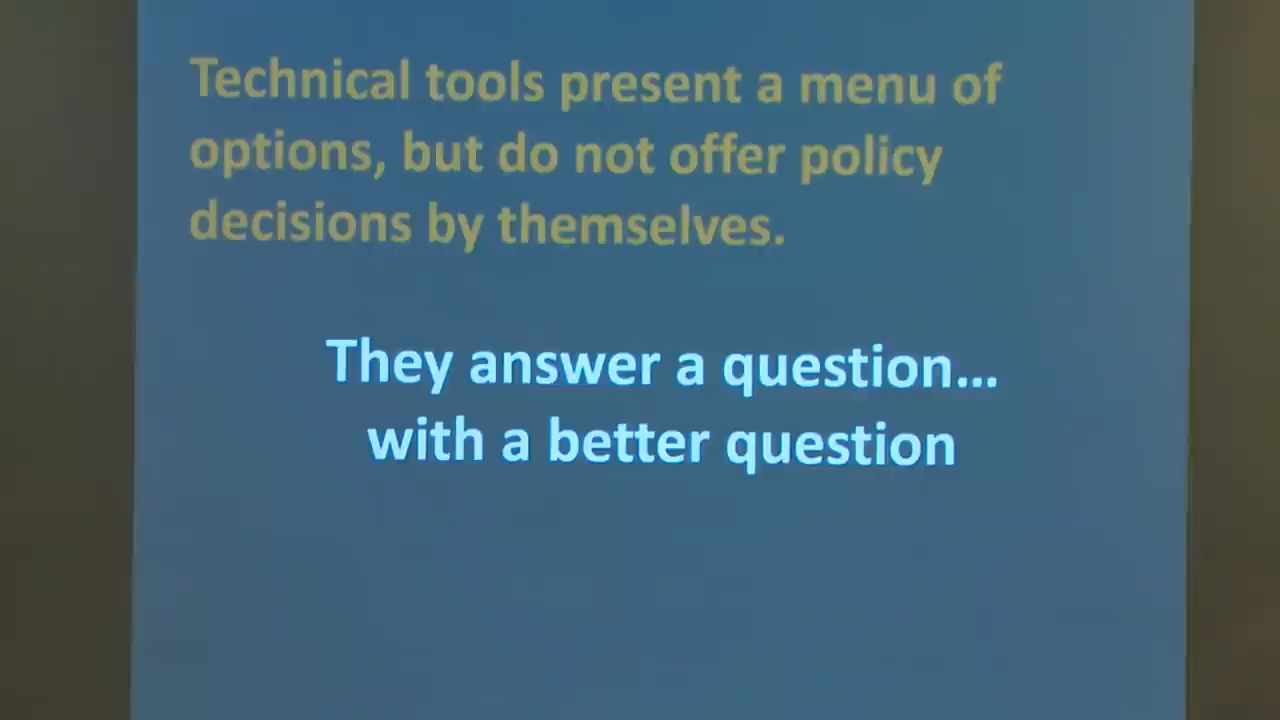 Technical tools present a menu of
options, but do not offer policy
decisions by themselves.
They answer a question...
with a better question